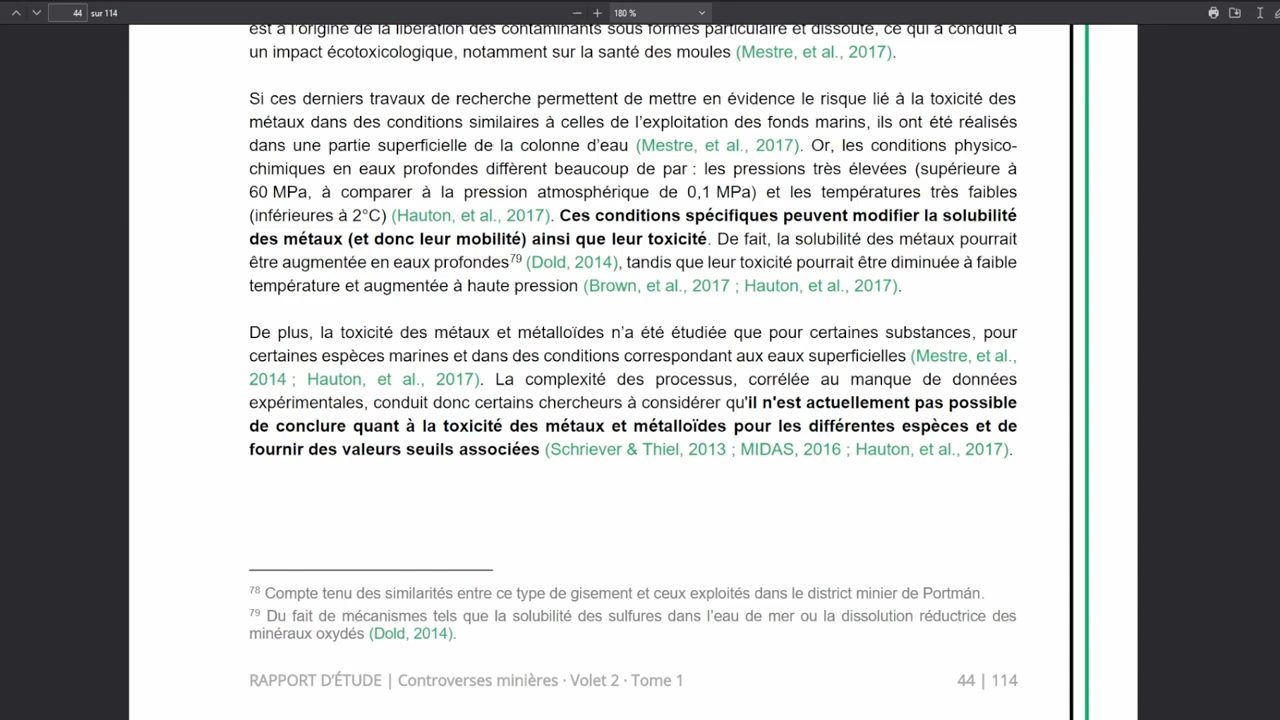 44 sur 114
180 %
est à l'origine de la libération des contaminants sous formes particulaire et dissoute, ce qui a conduit à
un impact écotoxicologique, notamment sur la santé des moules (Mestre, et al., 2017).
Si ces derniers travaux de recherche permettent de mettre en évidence le risque lié à la toxicité des
métaux dans des conditions similaires à celles de l'exploitation des fonds marins, ils ont été réalisés
dans une partie superficielle de la colonne d'eau (Mestre, et al., 2017). Or, les conditions physico-
chimiques en eaux profondes diffèrent beaucoup de par : les pressions très élevées (supérieure à
60 MPa, à comparer à la pression atmosphérique de 0,1 MPa) et les températures très faibles
(inférieures à 2°C) (Hauton, et al., 2017). Ces conditions spécifiques peuvent modifier la solubilité
des métaux (et donc leur mobilité) ainsi que leur toxicité. De fait, la solubilité des métaux pourrait
être augmentée en eaux profondes⁷⁹ (Dold, 2014), tandis que leur toxicité pourrait être diminuée à faible
température et augmentée à haute pression (Brown, et al., 2017 ; Hauton, et al., 2017).
De plus, la toxicité des métaux et métalloïdes n'a été étudiée que pour certaines substances, pour
certaines espèces marines et dans des conditions correspondant aux eaux superficielles (Mestre, et al.,
2014 ; Hauton, et al., 2017). La complexité des processus, corrélée au manque de données
expérimentales, conduit donc certains chercheurs à considérer qu'il n'est actuellement pas possible
de conclure quant à la toxicité des métaux et métalloïdes pour les différentes espèces et de
fournir des valeurs seuils associées (Schriever & Thiel, 2013 ; MIDAS, 2016 ; Hauton, et al., 2017).
⁷⁸ Compte tenu des similarités entre ce type de gisement et ceux exploités dans le district minier de Portmán.
⁷⁹ Du fait de mécanismes tels que la solubilité des sulfures dans l'eau de mer ou la dissolution réductrice des
minéraux oxydés (Dold, 2014).
RAPPORT D'ÉTUDE | Controverses minières · Volet 2 · Tome 1
44 | 114